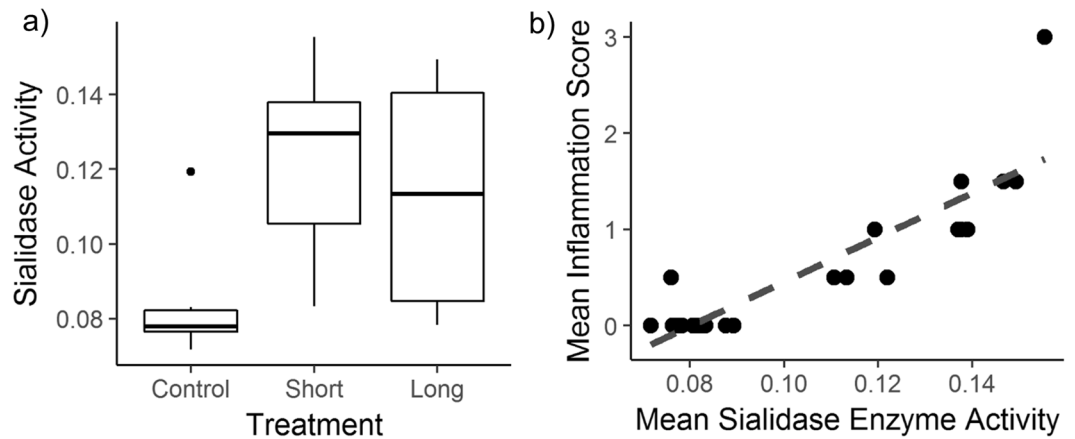 a)
Sialidase Activity
0.14
0.12
0.10
0.08
Control Short Long
Treatment
b)
Mean Inflammation Score
3
2
1
0
0.08 0.10 0.12 0.14
Mean Sialidase Enzyme Activity